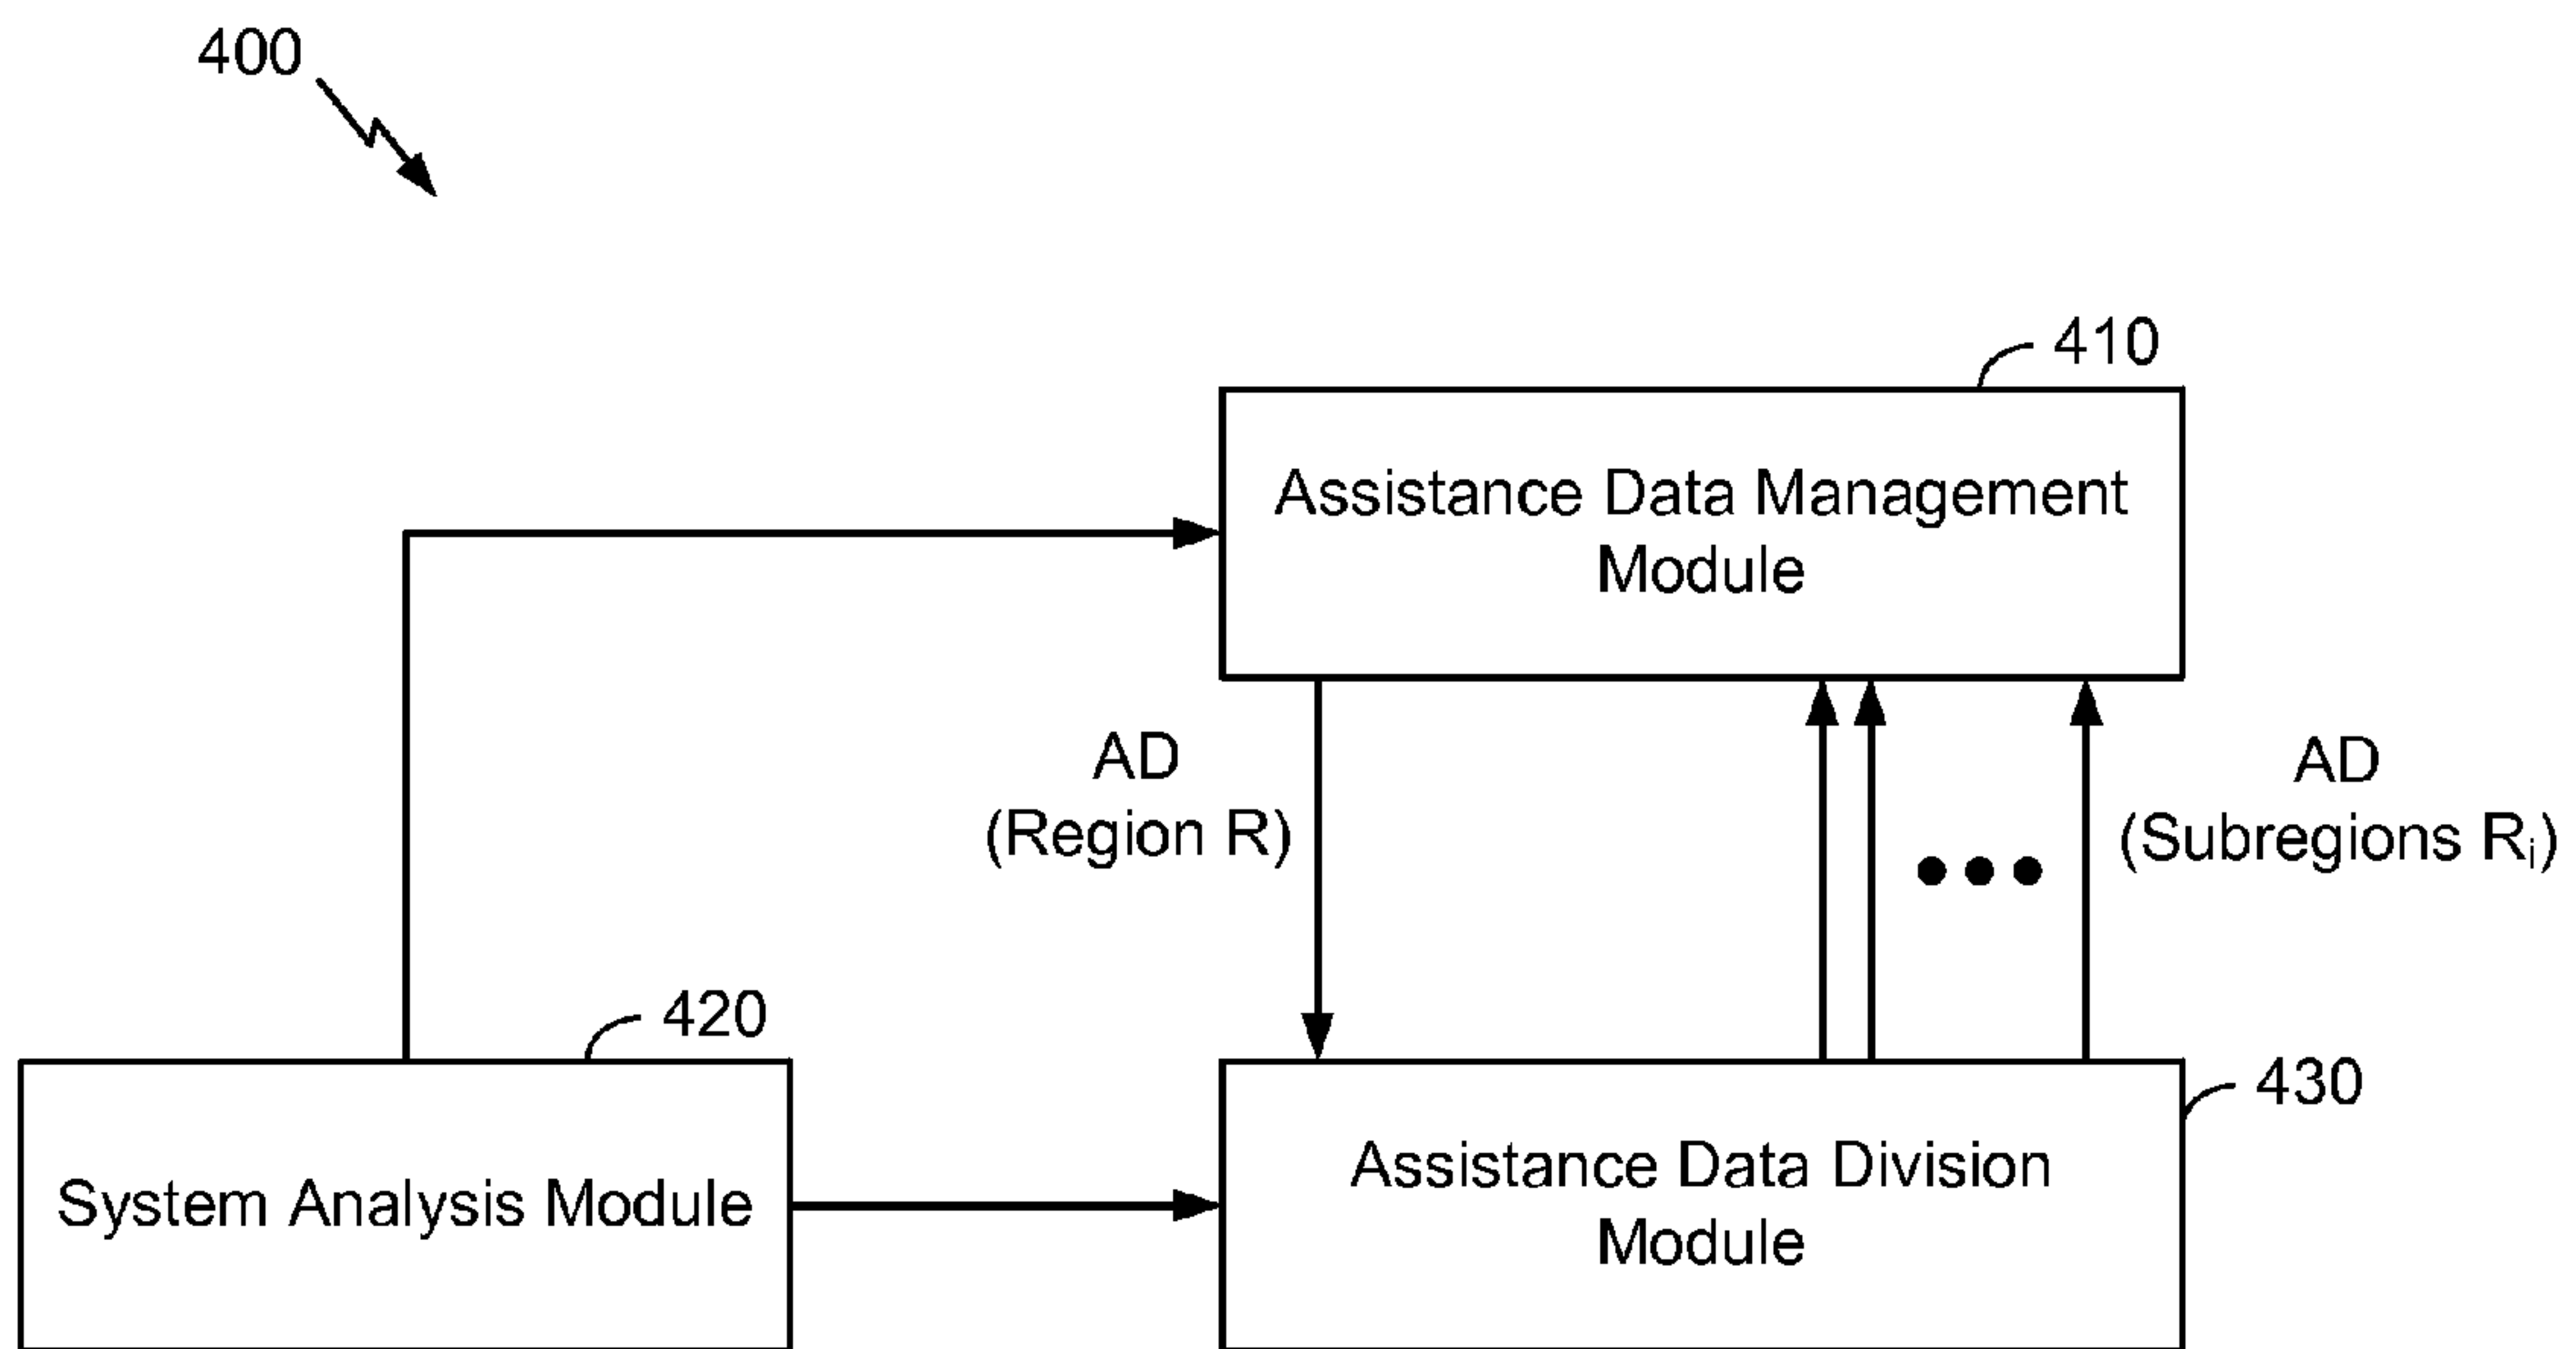 400
410
Assistance Data Management
Module
AD
(Region R)
AD
(Subregions Ri)
420
430
System Analysis Module
Assistance Data Division
Module